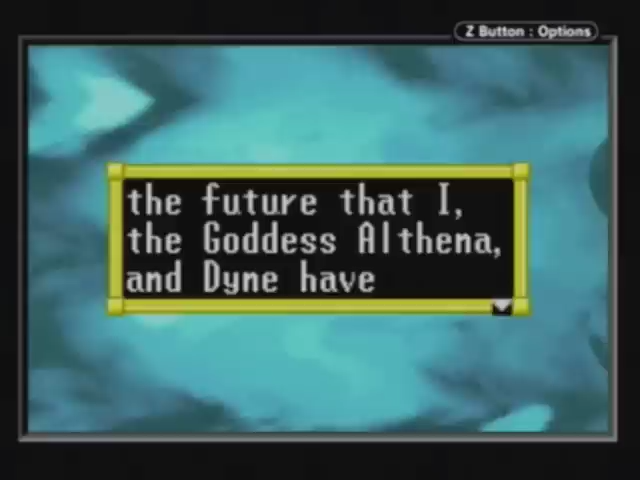 Z Button : Options
the future that I,
the Goddess Althena,
and Dyne have